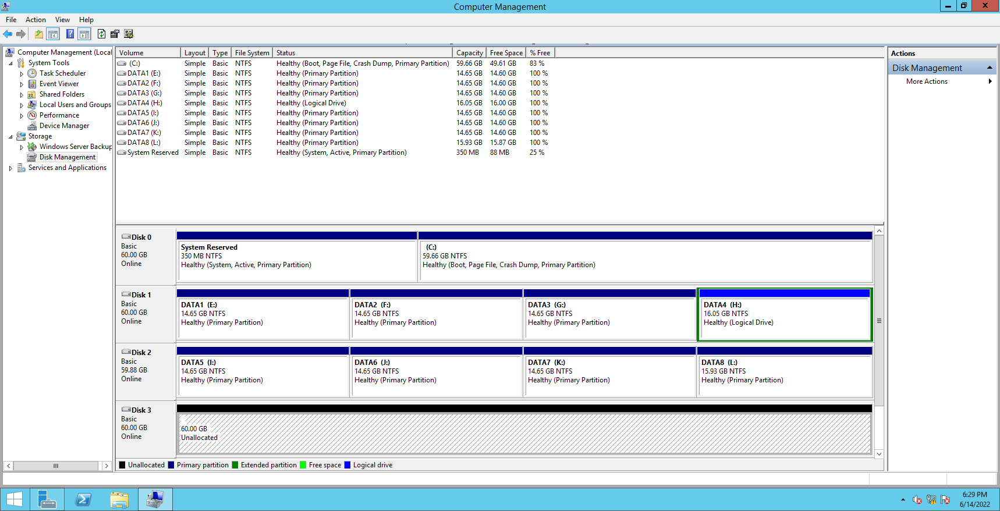 Computer Management
File Action View Help
Computer Management (Local
System Tools
Task Scheduler
Event Viewer
Shared Folders
Local Users and Groups
Performance
Device Manager
Storage
Windows Server Backup
Disk Management
Services and Applications
Volume Layout Type File System Status Capacity Free Space % Free
(C:) Simple Basic NTFS Healthy (Boot, Page File, Crash Dump, Primary Partition) 59.66 GB 49.61 GB 83 %
DATA1 (E:) Simple Basic NTFS Healthy (Primary Partition) 14.65 GB 14.60 GB 100 %
DATA2 (F:) Simple Basic NTFS Healthy (Primary Partition) 14.65 GB 14.60 GB 100 %
DATA3 (G:) Simple Basic NTFS Healthy (Primary Partition) 14.65 GB 14.60 GB 100 %
DATA4 (H:) Simple Basic NTFS Healthy (Logical Drive) 16.05 GB 16.00 GB 100 %
DATA5 (I:) Simple Basic NTFS Healthy (Primary Partition) 14.65 GB 14.60 GB 100 %
DATA6 (J:) Simple Basic NTFS Healthy (Primary Partition) 14.65 GB 14.60 GB 100 %
DATA7 (K:) Simple Basic NTFS Healthy (Primary Partition) 14.65 GB 14.60 GB 100 %
DATA8 (L:) Simple Basic NTFS Healthy (Primary Partition) 15.93 GB 15.87 GB 100 %
System Reserved Simple Basic NTFS Healthy (System, Active, Primary Partition) 350 MB 88 MB 25 %
Disk 0
Basic
60.00 GB
Online
System Reserved
350 MB NTFS
Healthy (System, Active, Primary Partition)
(C:)
59.66 GB NTFS
Healthy (Boot, Page File, Crash Dump, Primary Partition)
Disk 1
Basic
60.00 GB
Online
DATA1 (E:)
14.65 GB NTFS
Healthy (Primary Partition)
DATA2 (F:)
14.65 GB NTFS
Healthy (Primary Partition)
DATA3 (G:)
14.65 GB NTFS
Healthy (Primary Partition)
DATA4 (H:)
16.05 GB NTFS
Healthy (Logical Drive)
Disk 2
Basic
59.88 GB
Online
DATA5 (I:)
14.65 GB NTFS
Healthy (Primary Partition)
DATA6 (J:)
14.65 GB NTFS
Healthy (Primary Partition)
DATA7 (K:)
14.65 GB NTFS
Healthy (Primary Partition)
DATA8 (L:)
15.93 GB NTFS
Healthy (Primary Partition)
Disk 3
Basic
60.00 GB
Online
60.00 GB
Unallocated
Unallocated Primary partition Extended partition Free space Logical drive
Actions
Disk Management
More Actions
6:29 PM
6/14/2022